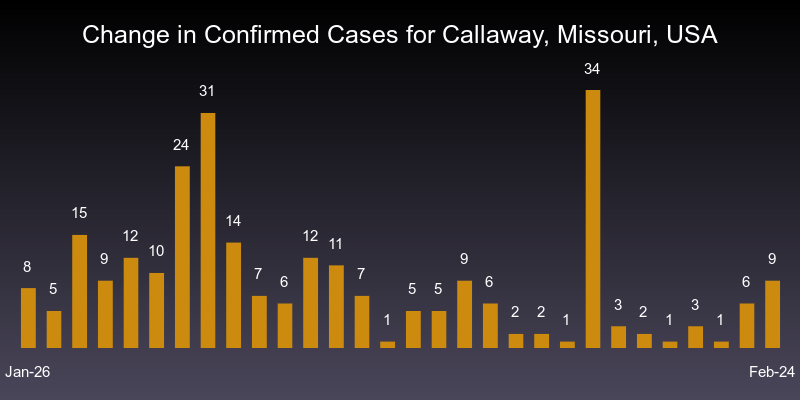 Change in Confirmed Cases for Callaway, Missouri, USA
8 5 15 9 12 10 24 31 14 7 6 12 11 7 1 5 5 9 6 2 2 1 34 3 2 1 3 1 6 9
Jan-26 Feb-24